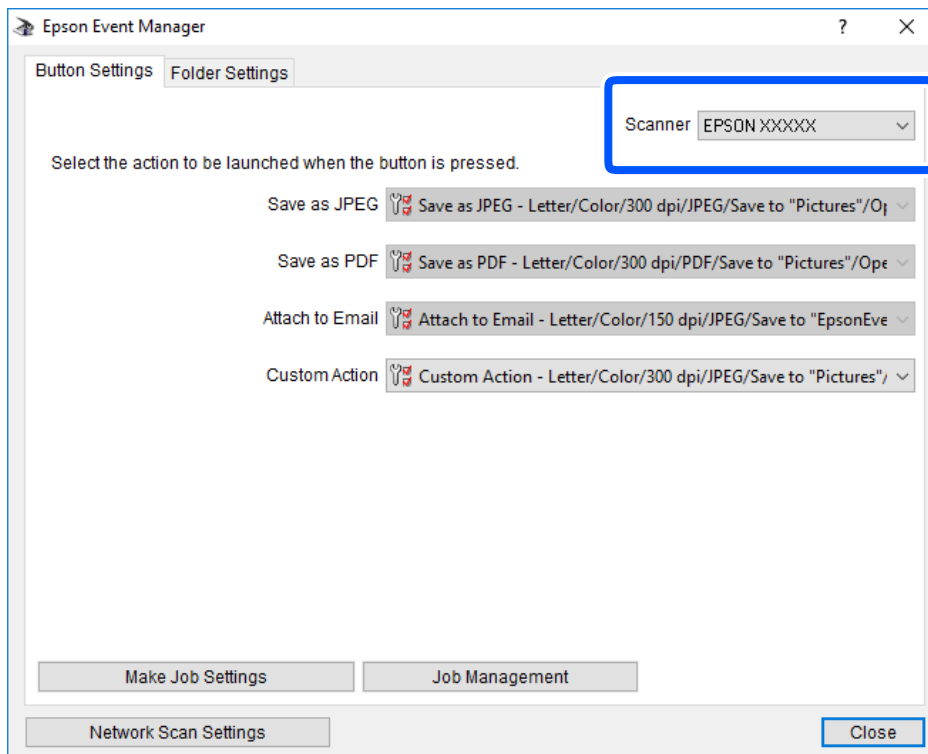 Epson Event Manager
Button Settings Folder Settings
Scanner EPSON XXXXX
Select the action to be launched when the button is pressed.
Save as JPEG Save as JPEG - Letter/Color/300 dpi/JPEG/Save to "Pictures"/Op
Save as PDF Save as PDF - Letter/Color/300 dpi/PDF/Save to "Pictures"/Ope
Attach to Email Attach to Email - Letter/Color/150 dpi/JPEG/Save to "EpsonEve
Custom Action Custom Action - Letter/Color/300 dpi/JPEG/Save to "Pictures"/
Make Job Settings Job Management
Network Scan Settings Close